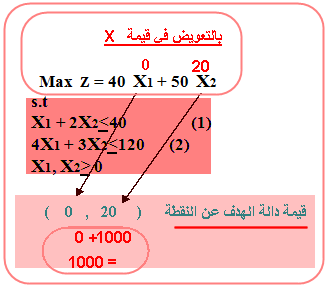 بالتعويض في قيمة X
0 20
Max Z = 40 X1 + 50 X2
s.t
X1 + 2X2<40 (1)
4X1 + 3X2<120 (2)
X1, X2>0
قيمة دالة الهدف عن النقطة ( 0 , 20 )
0 +1000
1000 =